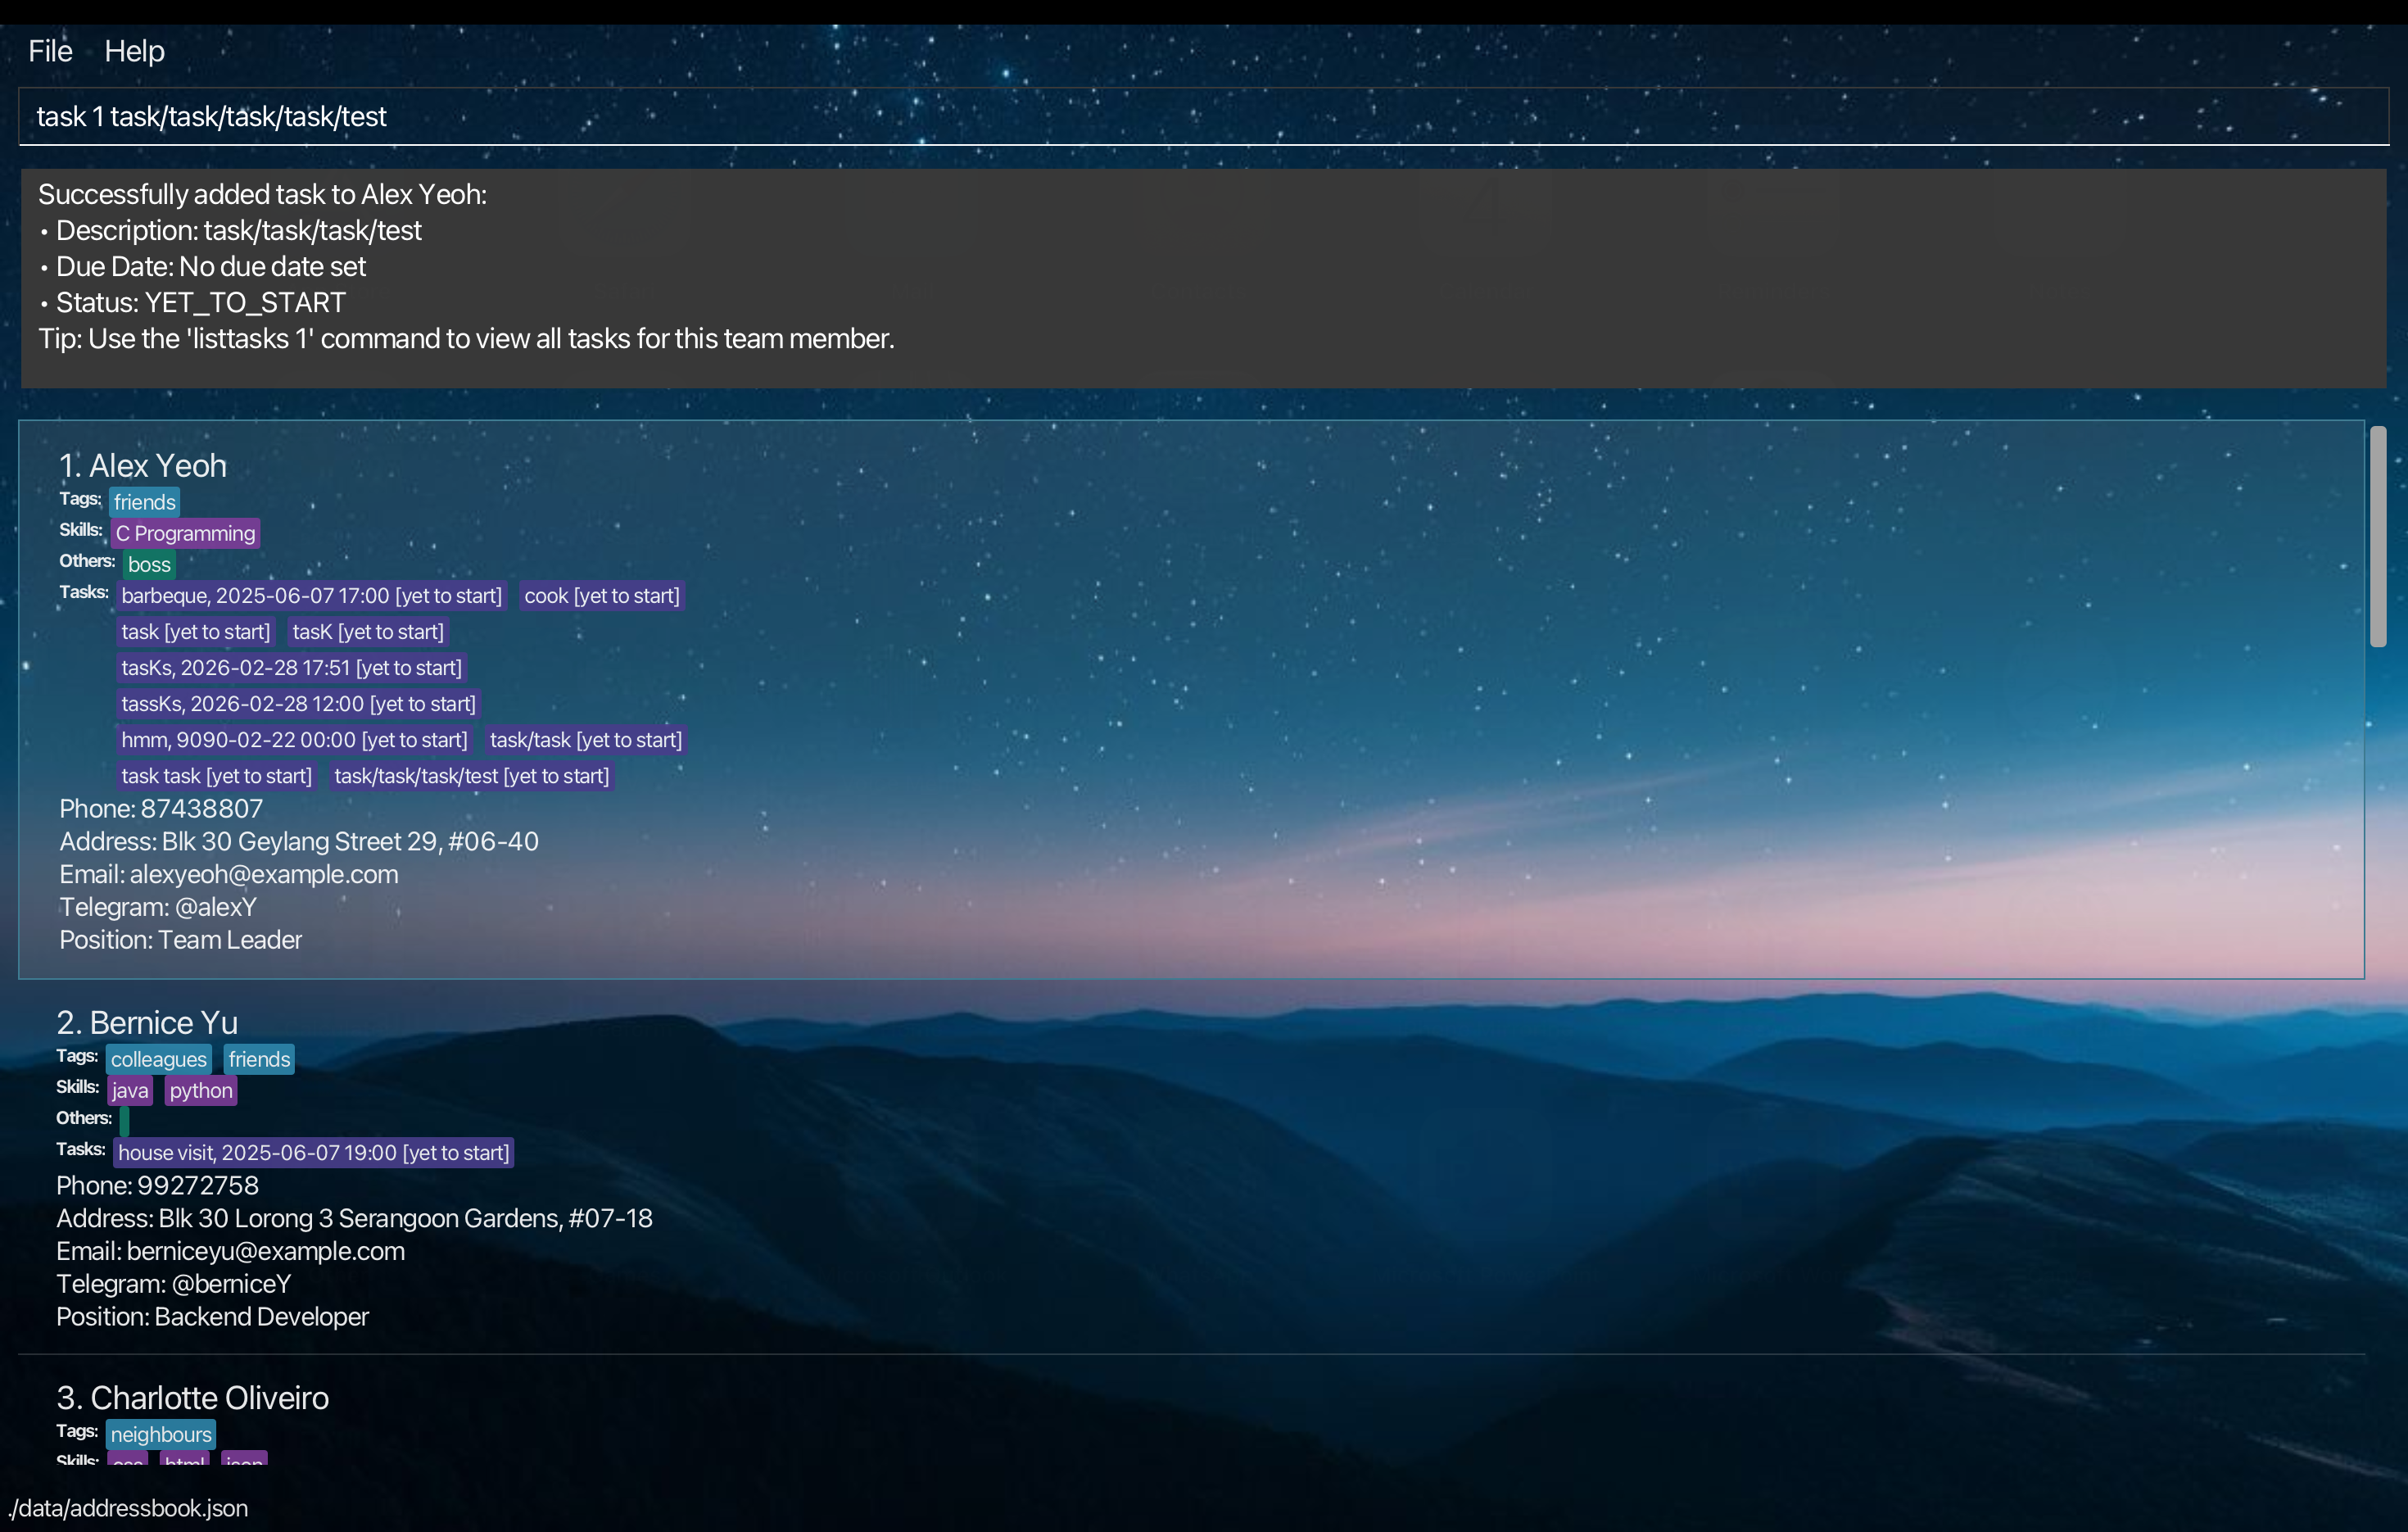 File Help
task 1 task/task/task/task/test
Successfully added task to Alex Yeoh:
• Description: task/task/task/test
• Due Date: No due date set
• Status: YET_TO_START
Tip: Use the 'listtasks 1' command to view all tasks for this team member.
1. Alex Yeoh
Tags: friends
Skills: C Programming
Others: boss
Tasks: barbeque, 2025-06-07 17:00 [yet to start] cook [yet to start]
task [yet to start] tasK [yet to start]
tasKs, 2026-02-28 17:51 [yet to start]
tassKs, 2026-02-28 12:00 [yet to start]
hmm, 9090-02-22 00:00 [yet to start] task/task [yet to start]
task task [yet to start] task/task/task/test [yet to start]
Phone: 87438807
Address: Blk 30 Geylang Street 29, #06-40
Email: alexyeoh@example.com
Telegram: @alexY
Position: Team Leader
2. Bernice Yu
Tags: colleagues friends
Skills: java python
Others:
Tasks: house visit, 2025-06-07 19:00 [yet to start]
Phone: 99272758
Address: Blk 30 Lorong 3 Serangoon Gardens, #07-18
Email: berniceyu@example.com
Telegram: @berniceY
Position: Backend Developer
3. Charlotte Oliveiro
Tags: neighbours
Skills: css html json
./data/addressbook.json